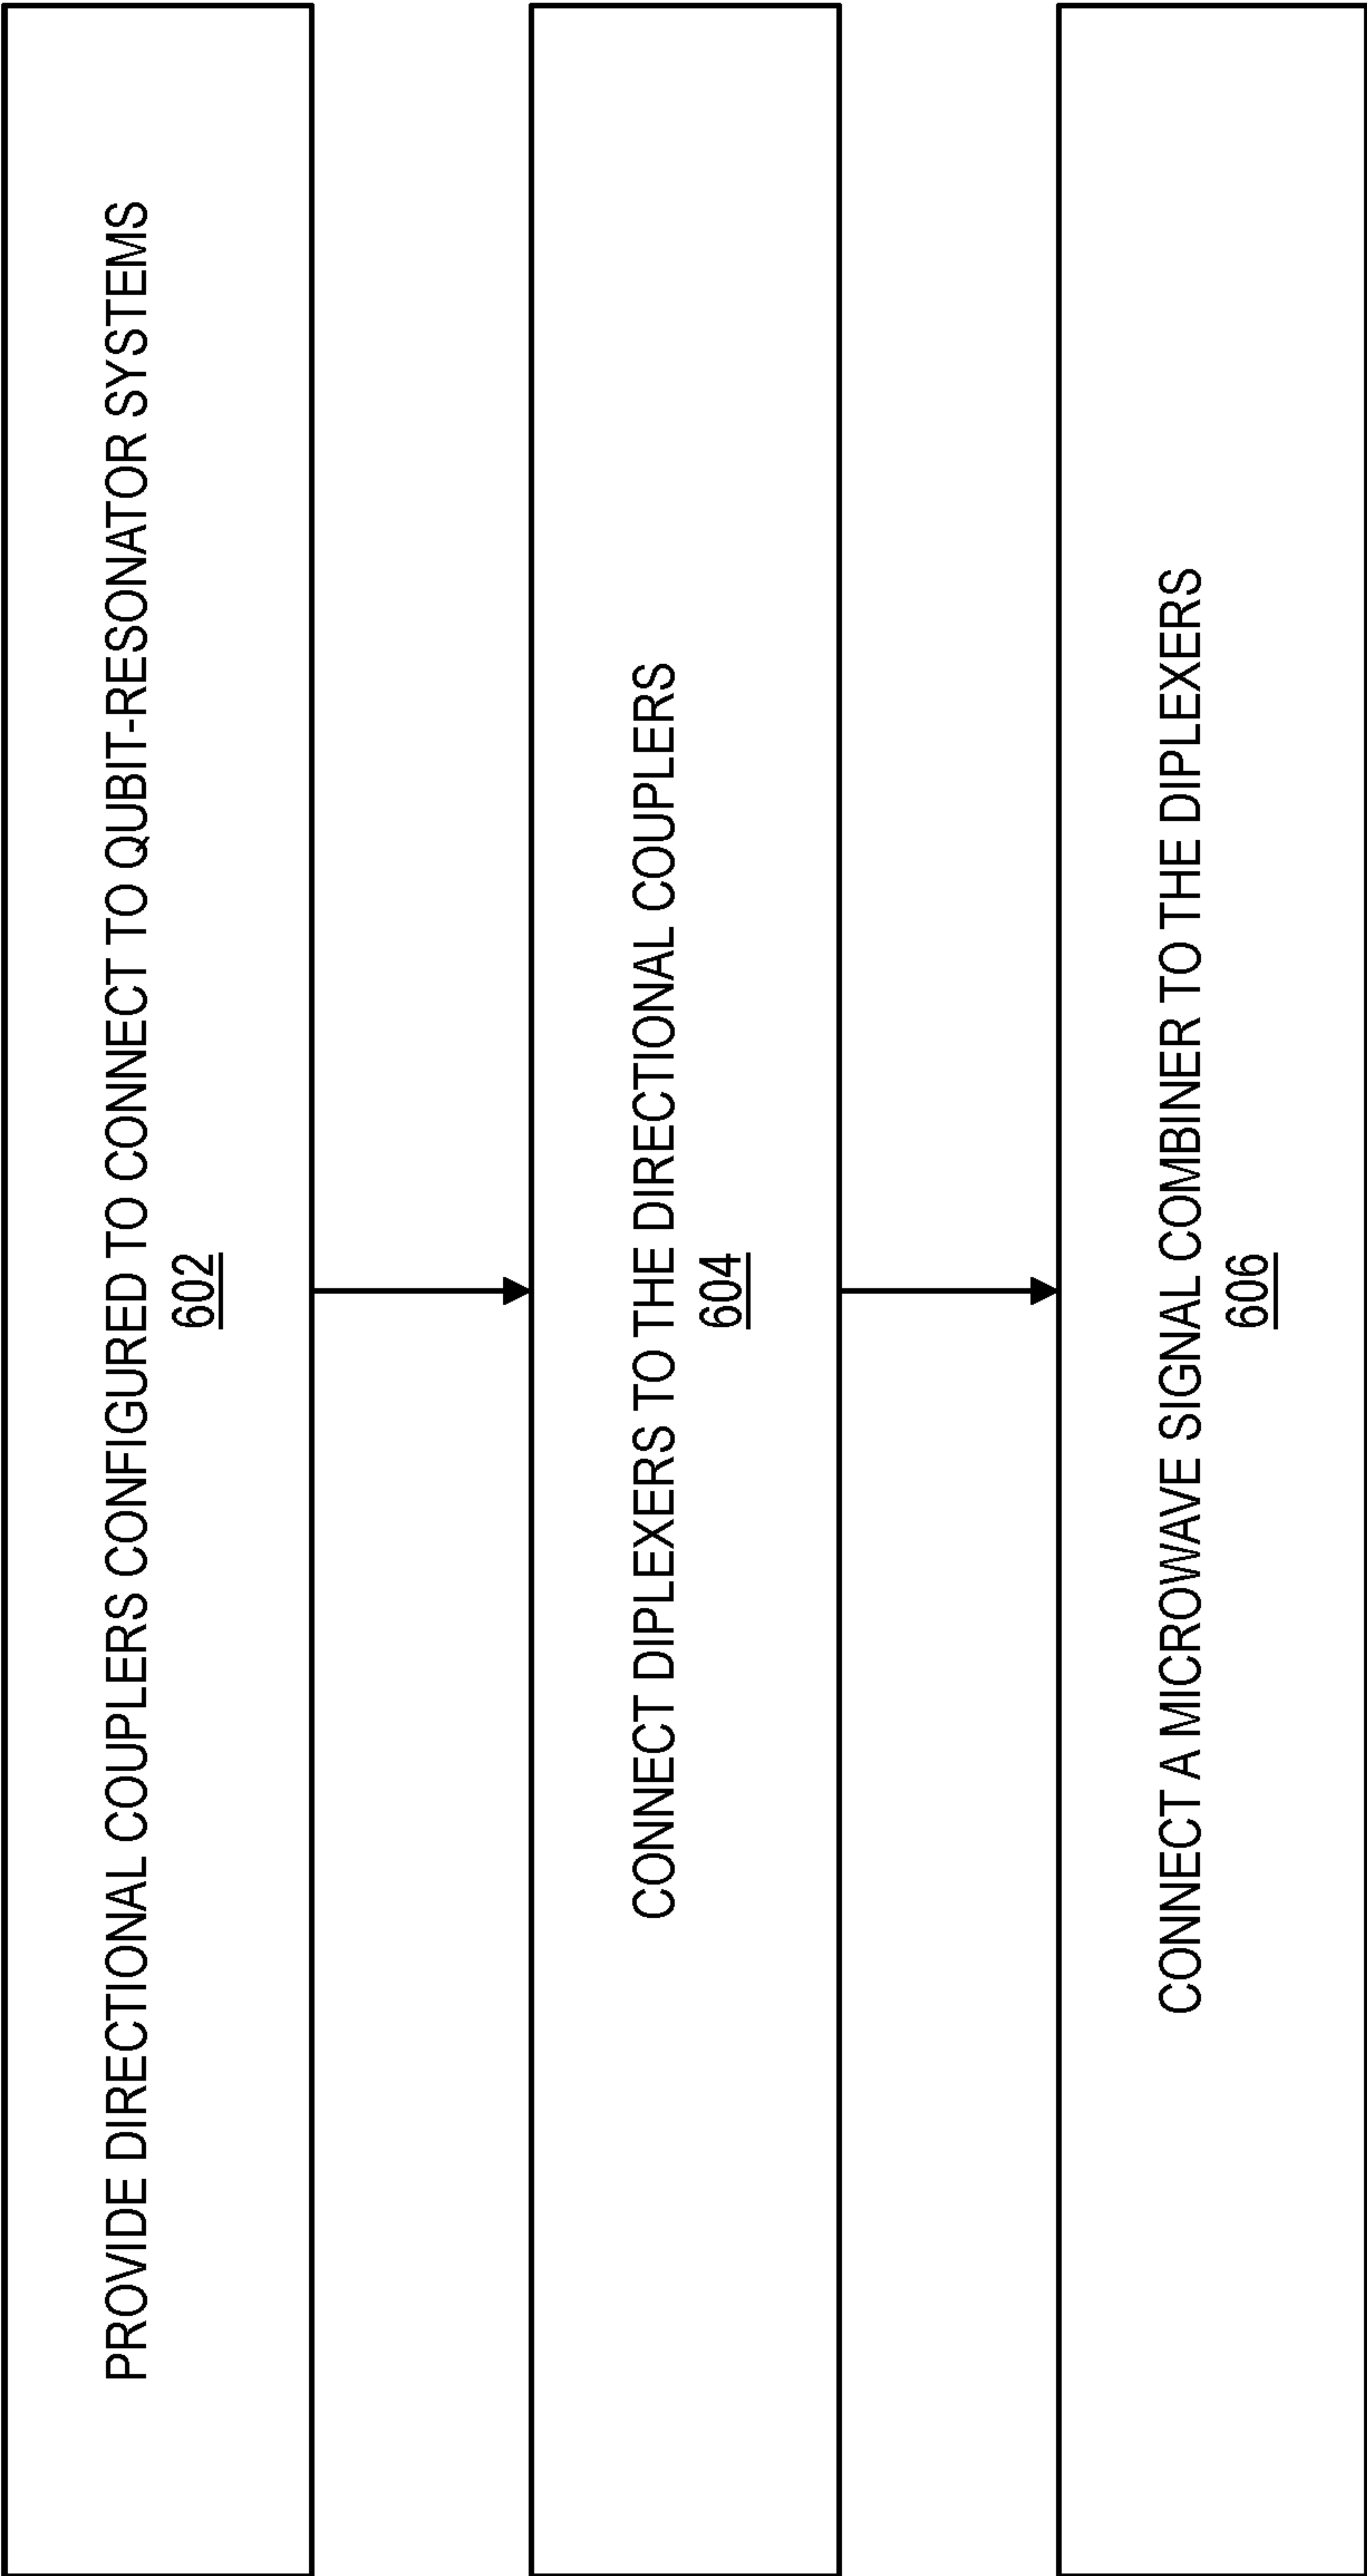 PROVIDE DIRECTIONAL COUPLERS CONFIGURED TO CONNECT TO QUBIT-RESONATOR SYSTEMS
602
CONNECT DIPLEXERS TO THE DIRECTIONAL COUPLERS
604
CONNECT A MICROWAVE SIGNAL COMBINER TO THE DIPLEXERS
606